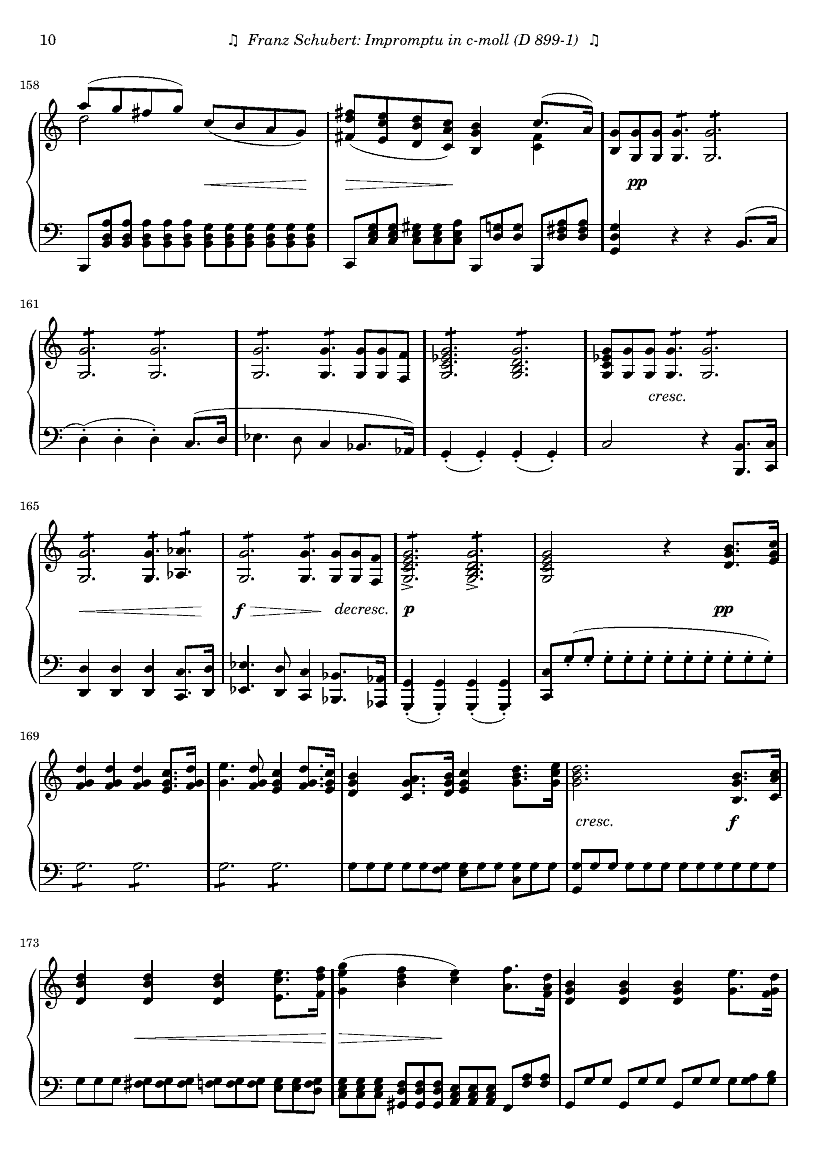 10
♫ Franz Schubert: Impromptu in c-moll (D 899-1) ♫
158
pp
161
cresc.
165
f decresc. p pp
169
cresc. f
173